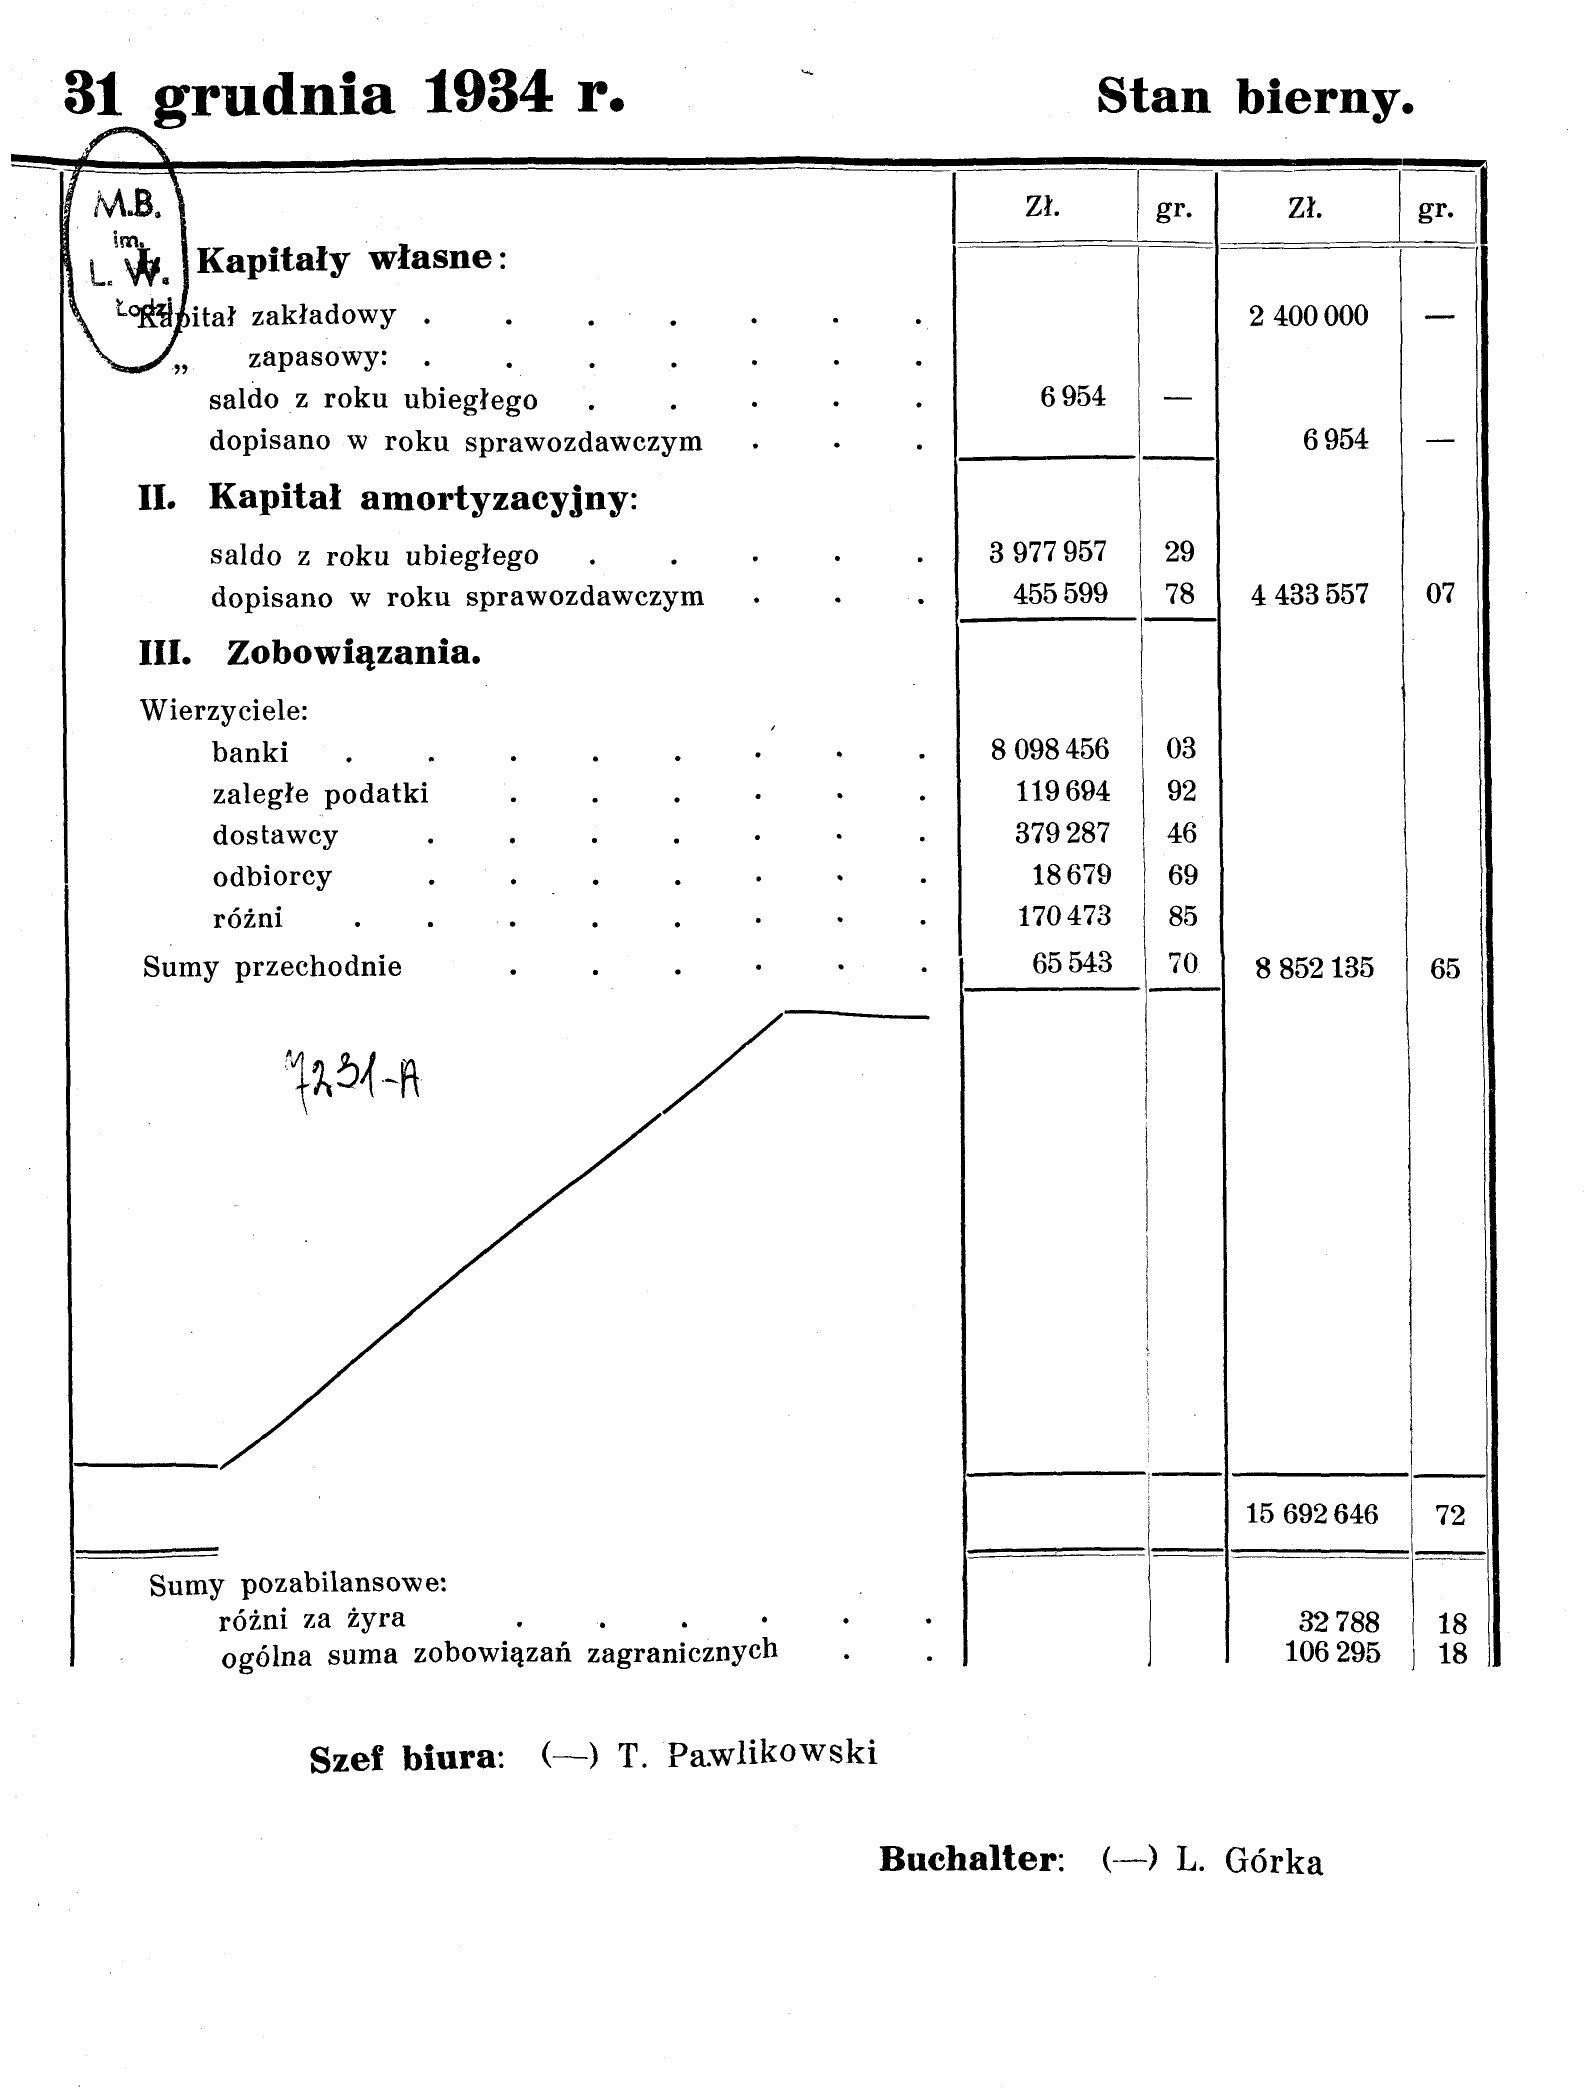 31 grudnia 1934 r. Stan bierny.
Zł. gr. Zł. gr.
M.B.
im.
L. W.
Łodzi
I. Kapitały własne:
Kapitał zakładowy . . . . . . . 2 400 000 —
„ zapasowy: . . . . . . .
saldo z roku ubiegłego . . . . . 6 954 —
dopisano w roku sprawozdawczym . . . 6 954 —
II. Kapitał amortyzacyjny:
saldo z roku ubiegłego . . . . . 3 977 957 29
dopisano w roku sprawozdawczym . . . 455 599 78 4 433 557 07
III. Zobowiązania.
Wierzyciele:
banki . . . . . . . . 8 098 456 03
zaległe podatki . . . . . . 119 694 92
dostawcy . . . . . . . 379 287 46
odbiorcy . . . . . . . 18 679 69
różni . . . . . . . . 170 473 85
Sumy przechodnie . . . . . . 65 543 70 8 852 135 65
7231-A
15 692 646 72
Sumy pozabilansowe:
różni za żyra . . . . . . 32 788 18
ogólna suma zobowiązań zagranicznych . . 106 295 18
Szef biura: (—) T. Pawlikowski
Buchalter: (—) L. Górka